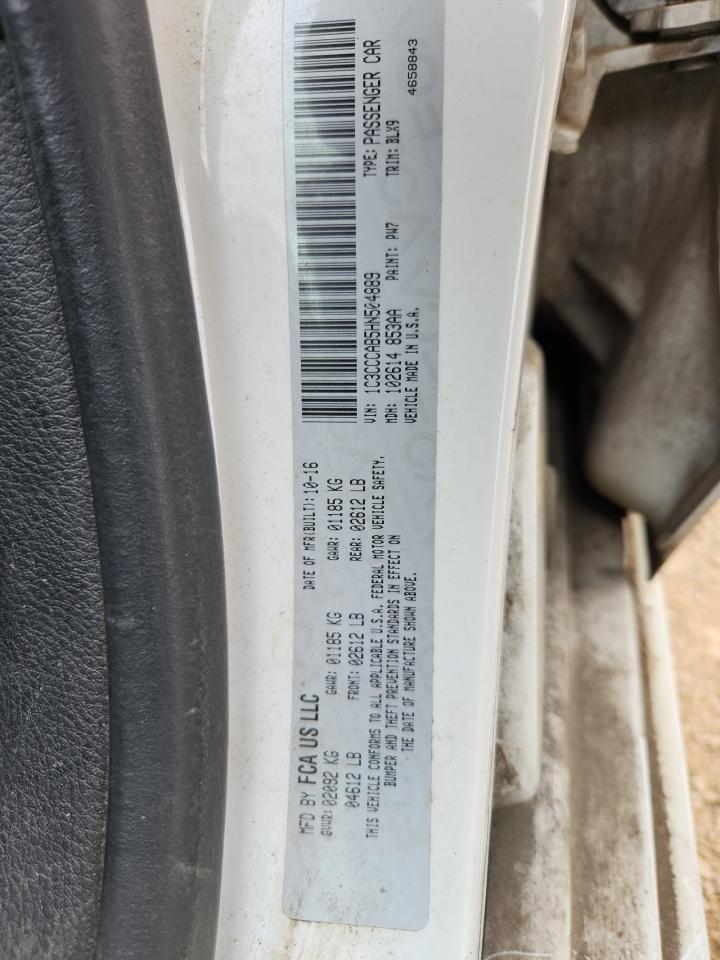 MFD BY FCA US LLC
DATE OF MFR(BUILT): 10-16
GVWR: 02092 KG
GAWR: 01185 KG
GAWR: 01185 KG
04612 LB
FRONT: 02612 LB
REAR: 02612 LB
THIS VEHICLE CONFORMS TO ALL APPLICABLE U.S.A. FEDERAL MOTOR VEHICLE SAFETY,
BUMPER AND THEFT PREVENTION STANDARDS IN EFFECT ON
THE DATE OF MANUFACTURE SHOWN ABOVE.
VIN: 1C3CCCAB5HN504889
TYPE: PASSENGER CAR
MDH: 102614 853AA
PAINT: PW7
TRIM: BLX9
VEHICLE MADE IN U.S.A.
4658843